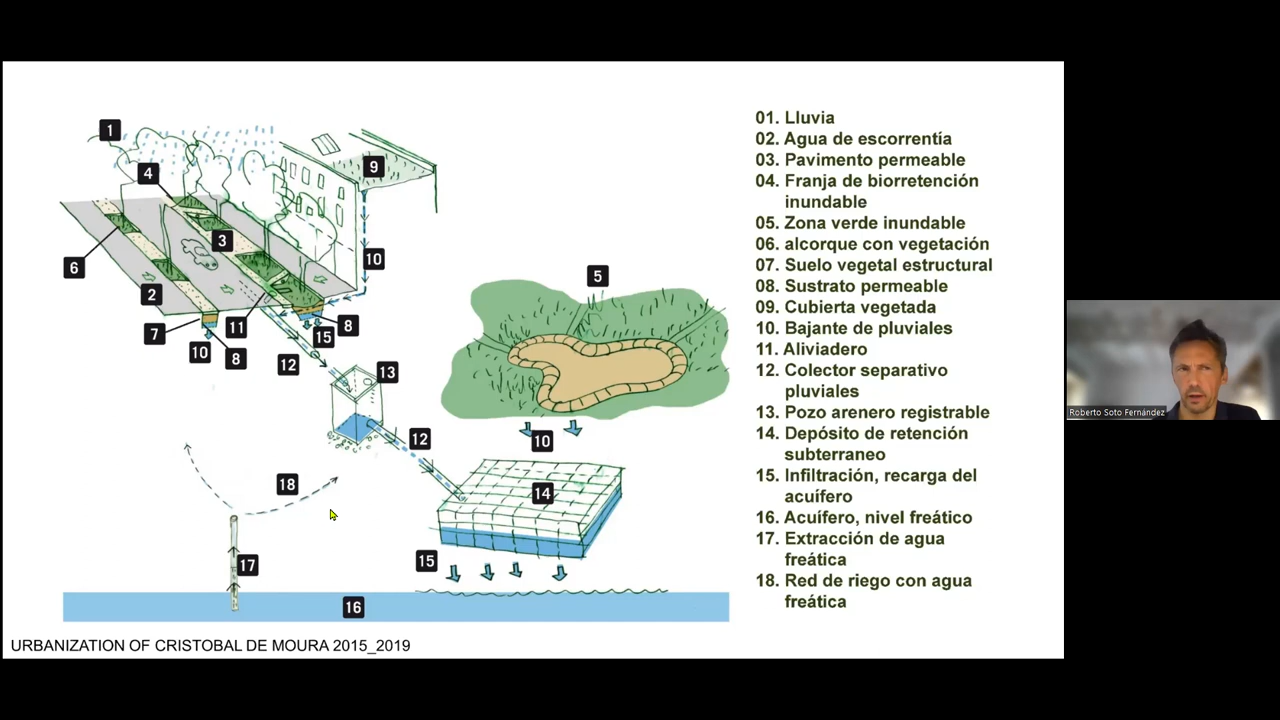 1
4
9
3
6
10
2
7
11
15
8
10
8
12
13
5
12
10
18
14
17
15
16
01. Lluvia
02. Agua de escorrentía
03. Pavimento permeable
04. Franja de biorretención
inundable
05. Zona verde inundable
06. alcorque con vegetación
07. Suelo vegetal estructural
08. Sustrato permeable
09. Cubierta vegetada
10. Bajante de pluviales
11. Aliviadero
12. Colector separativo
pluviales
13. Pozo arenero registrable
14. Depósito de retención
subterraneo
15. Infiltración, recarga del
acuífero
16. Acuífero, nivel freático
17. Extracción de agua
freática
18. Red de riego con agua
freática
URBANIZATION OF CRISTOBAL DE MOURA 2015_2019
Roberto Soto Fernández